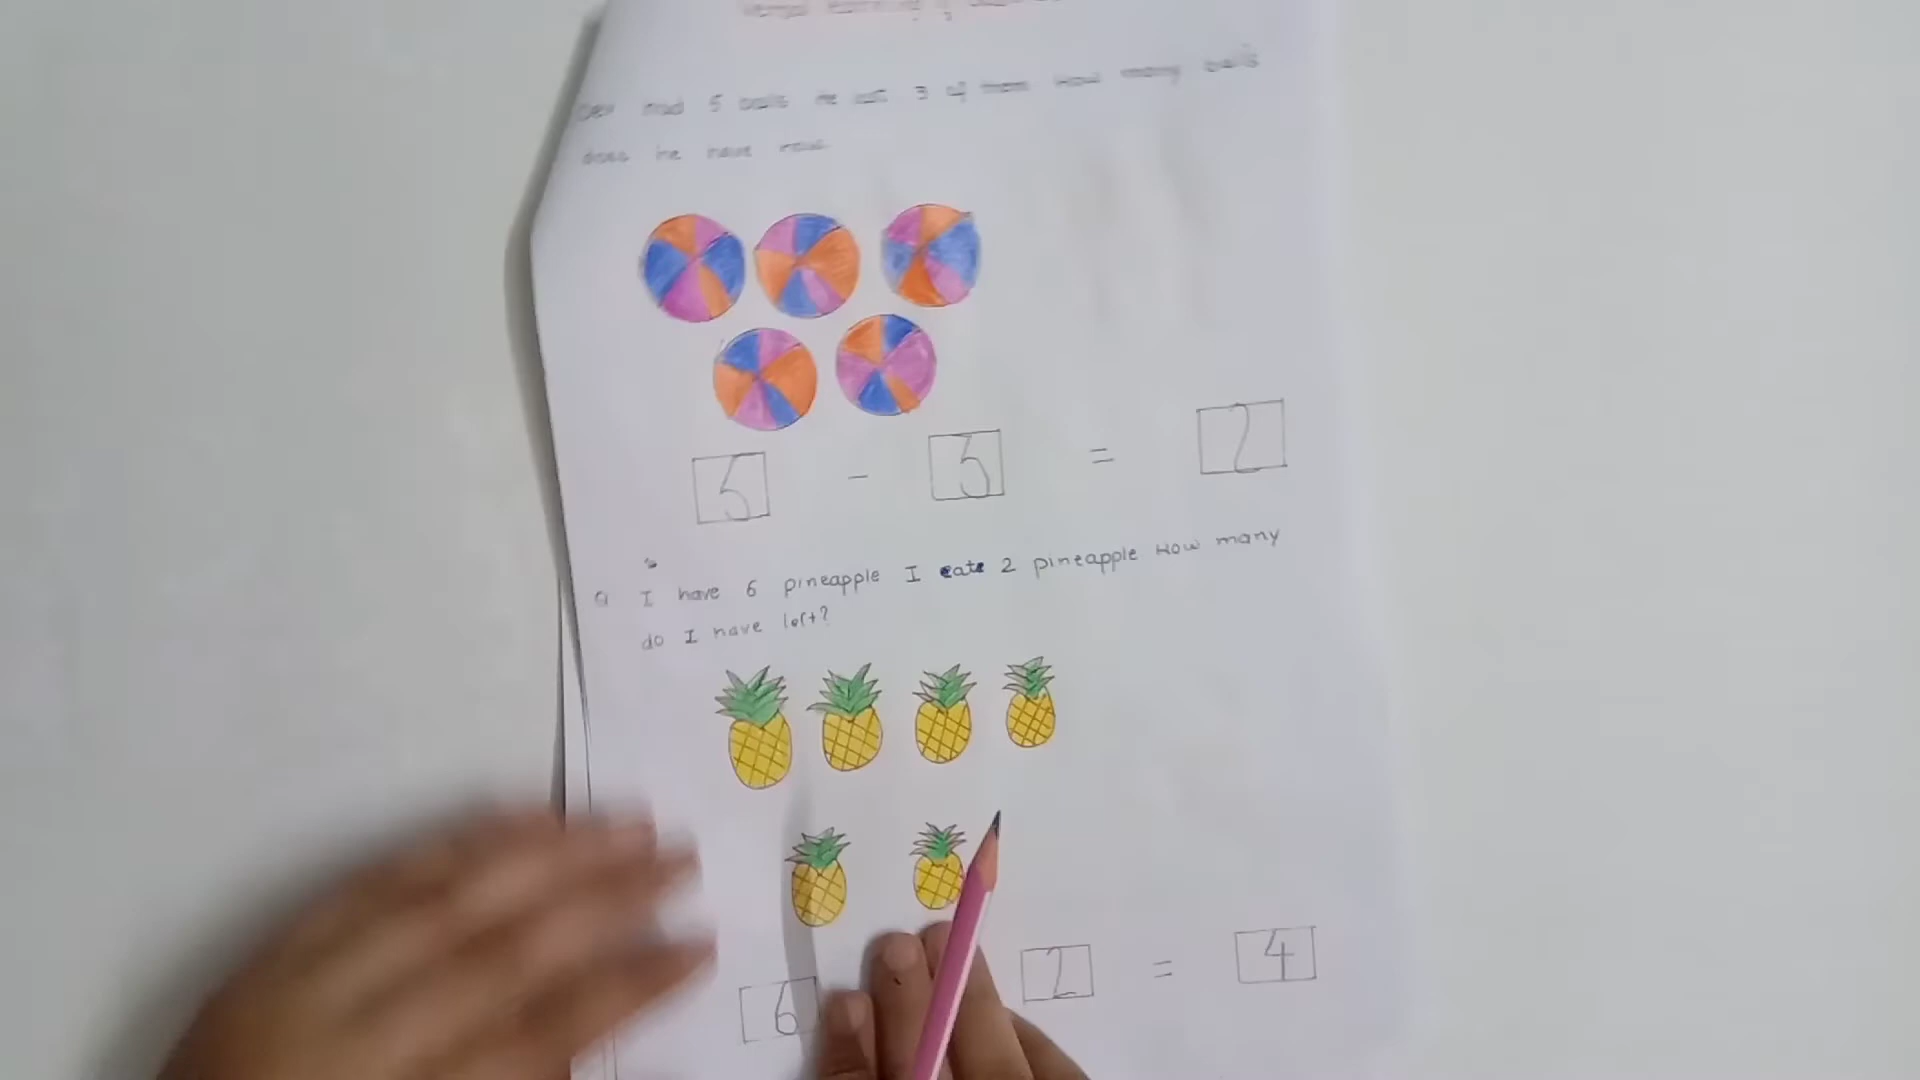 had 5 balls he lost 3 of them How many balls
does he have now
5 - 3 = 2
Q I have 6 pineapple I eate 2 pineapple How many
do I have left?
6 2 = 4